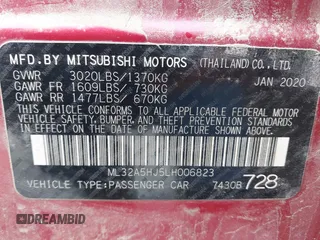 MFD.BY MITSUBISHI MOTORS (THAILAND) CO., LTD.
GVWR 3020LBS/1370KG JAN 2020
GAWR FR 1609LBS/ 730KG
GAWR RR 1477LBS/ 670KG
THIS VEHICLE CONFORMS TO ALL APPLICABLE
FEDERAL MOTOR VEHICLE SAFETY, BUMPER, AND
THEFT PREVENTION STANDARDS IN EFFECT ON THE
DATE OF MANUFACTURE SHOWN ABOVE.
ML32A5HJ5LH006823
VEHICLE TYPE:PASSENGER CAR 7430B 728
AUTOBIDMASTER